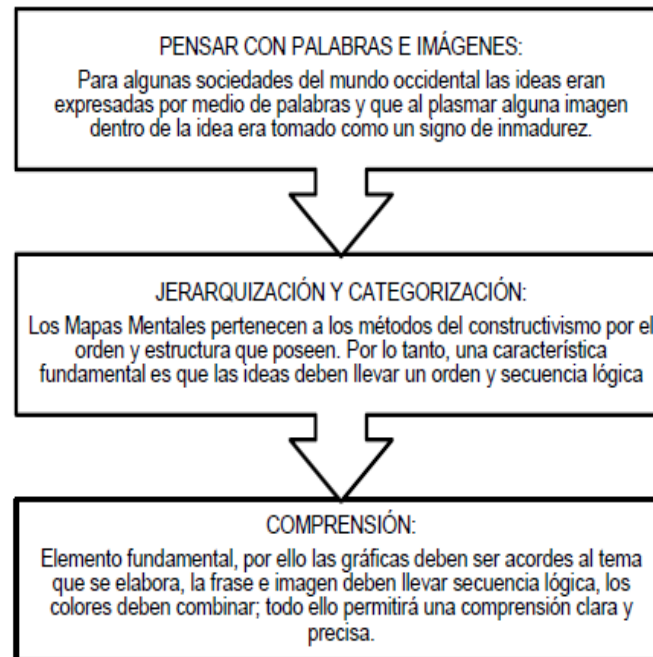 PENSAR CON PALABRAS E IMÁGENES:
Para algunas sociedades del mundo occidental las ideas eran
expresadas por medio de palabras y que al plasmar alguna imagen
dentro de la idea era tomado como un signo de inmadurez.
JERARQUIZACIÓN Y CATEGORIZACIÓN:
Los Mapas Mentales pertenecen a los métodos del constructivismo por el
orden y estructura que poseen. Por lo tanto, una característica
fundamental es que las ideas deben llevar un orden y secuencia lógica
COMPRENSIÓN:
Elemento fundamental, por ello las gráficas deben ser acordes al tema
que se elabora, la frase e imagen deben llevar secuencia lógica, los
colores deben combinar; todo ello permitirá una comprensión clara y
precisa.